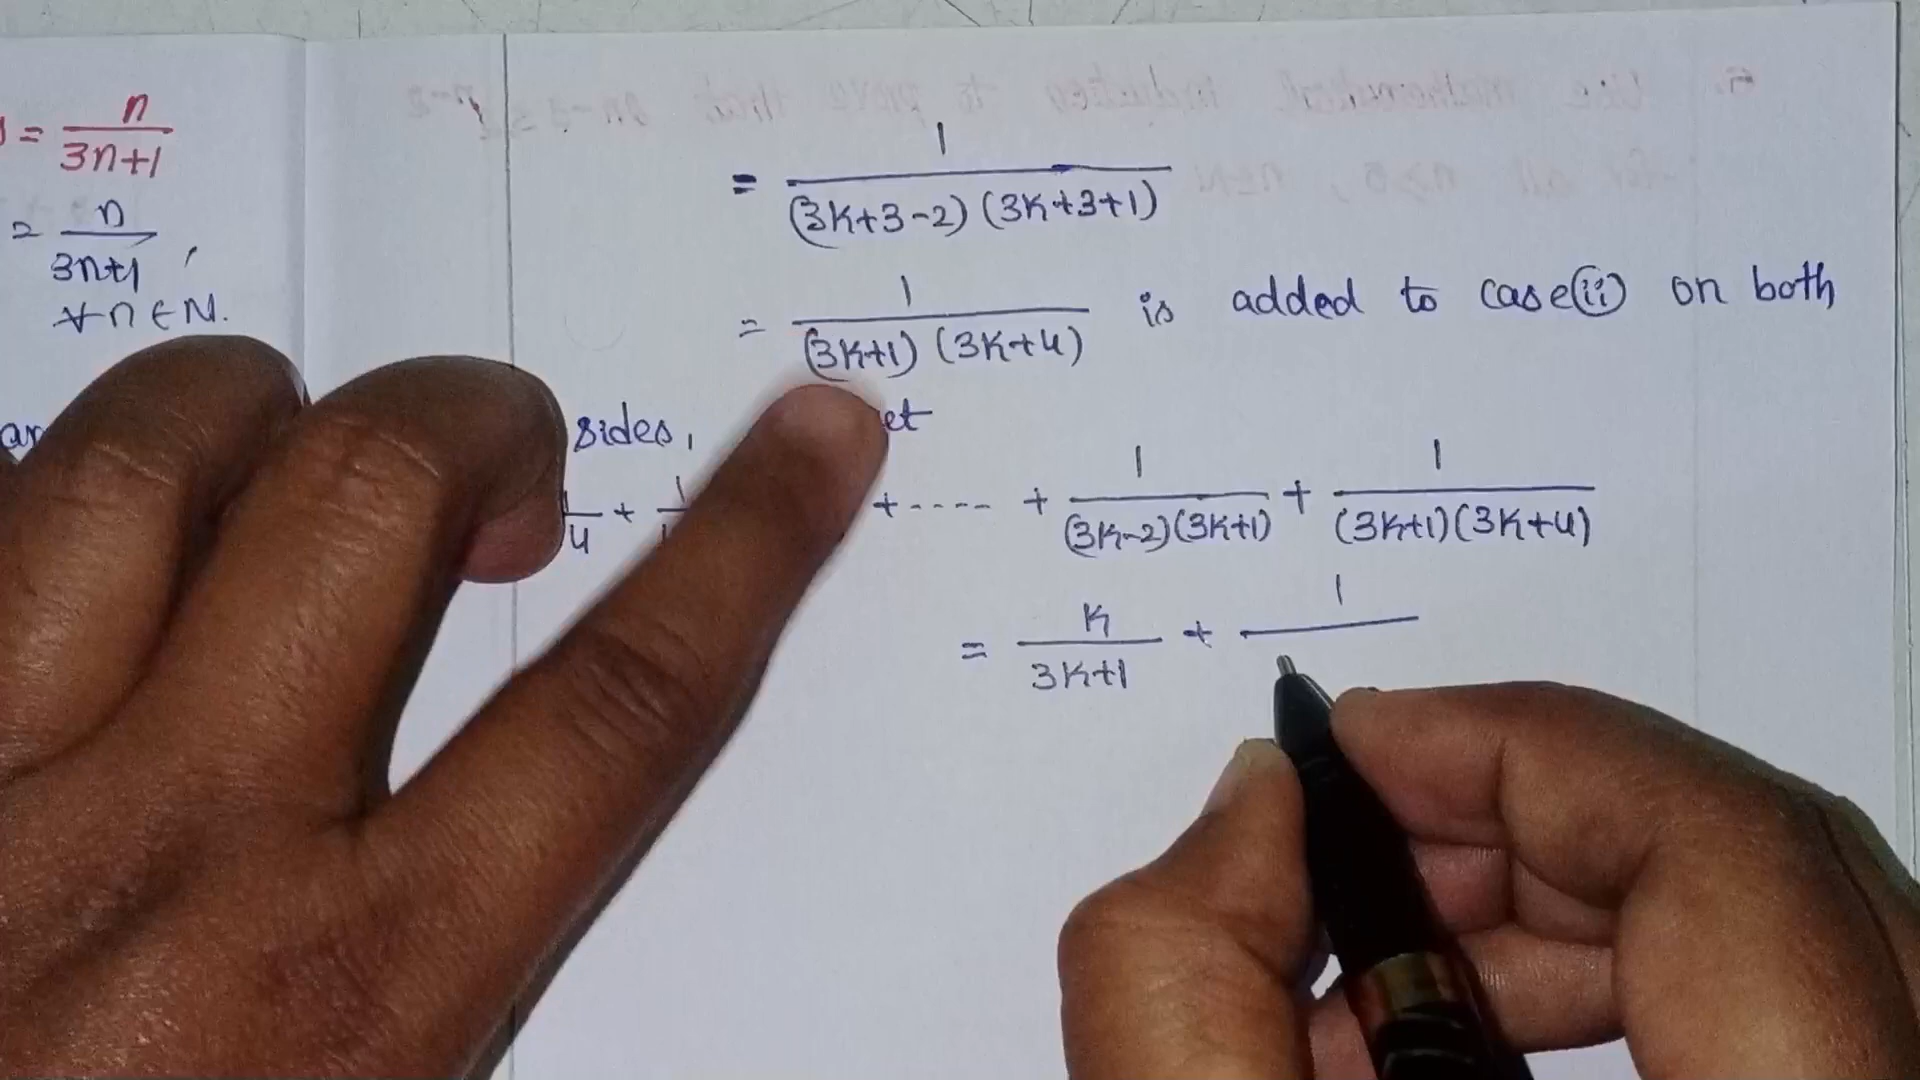 = n/3n+1
= n/3n+1,
∀ n ∈ N.
= 1/(3k+3-2)(3k+3+1)
= 1/(3k+1)(3k+4) is added to case(ii) on both
sides,
+ ---- + 1/(3k-2)(3k+1) + 1/(3k+1)(3k+4)
= k/3k+1 + 1/